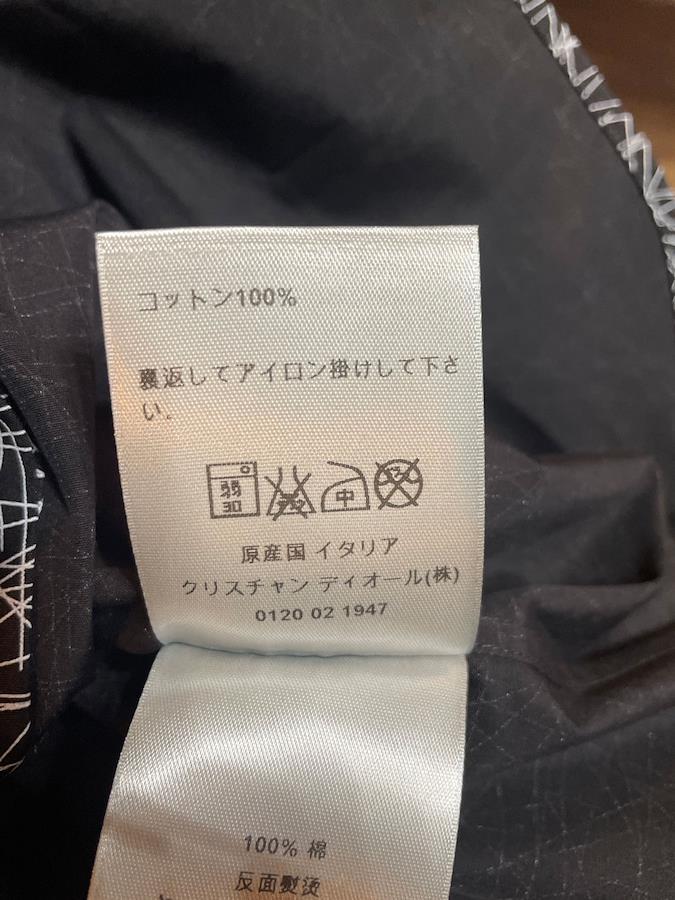 コットン100%
裏返してアイロン掛けして下さ
い。
弱
30
中
原産国 イタリア
クリスチャン ディオール(株)
0120 02 1947
100% 棉
反面熨烫